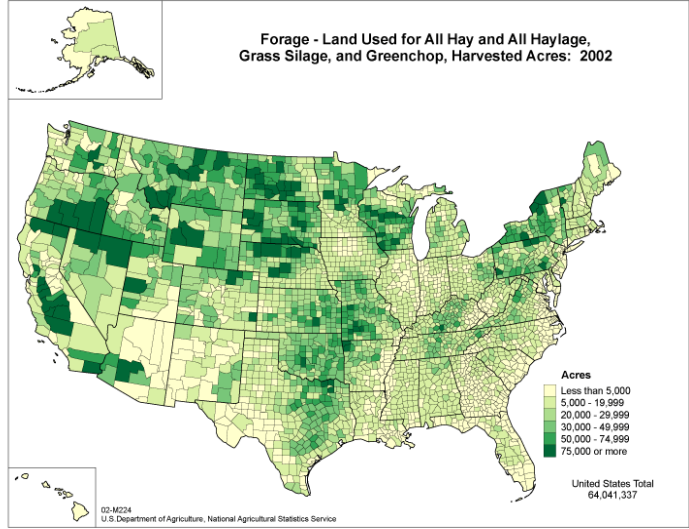 Forage - Land Used for All Hay and All Haylage,
Grass Silage, and Greenchop, Harvested Acres: 2002
Acres
Less than 5,000
5,000 - 19,999
20,000 - 29,999
30,000 - 49,999
50,000 - 74,999
75,000 or more
United States Total
64,041,337
02-M224
U.S.Department of Agriculture, National Agricultural Statistics Service